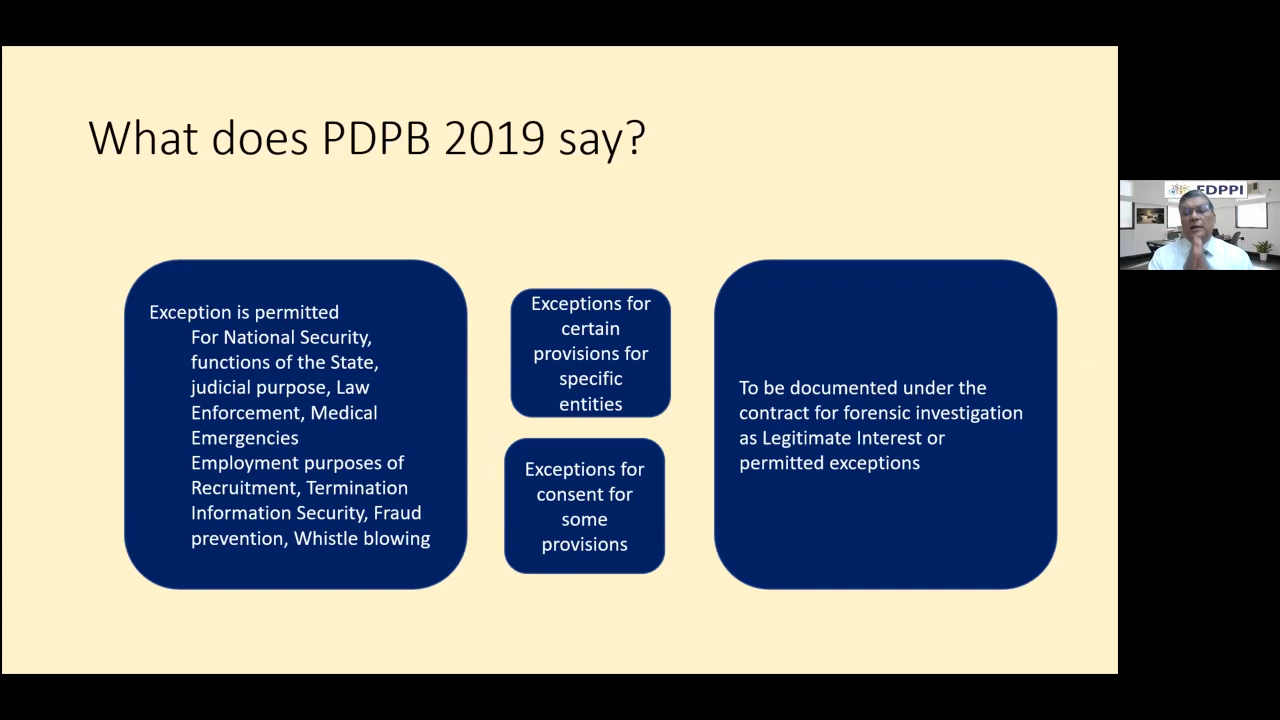 What does PDPB 2019 say?
Exception is permitted
For National Security,
functions of the State,
judicial purpose, Law
Enforcement, Medical
Emergencies
Employment purposes of
Recruitment, Termination
Information Security, Fraud
prevention, Whistle blowing
Exceptions for
certain
provisions for
specific
entities
Exceptions for
consent for
some
provisions
To be documented under the
contract for forensic investigation
as Legitimate Interest or
permitted exceptions
FDPPI